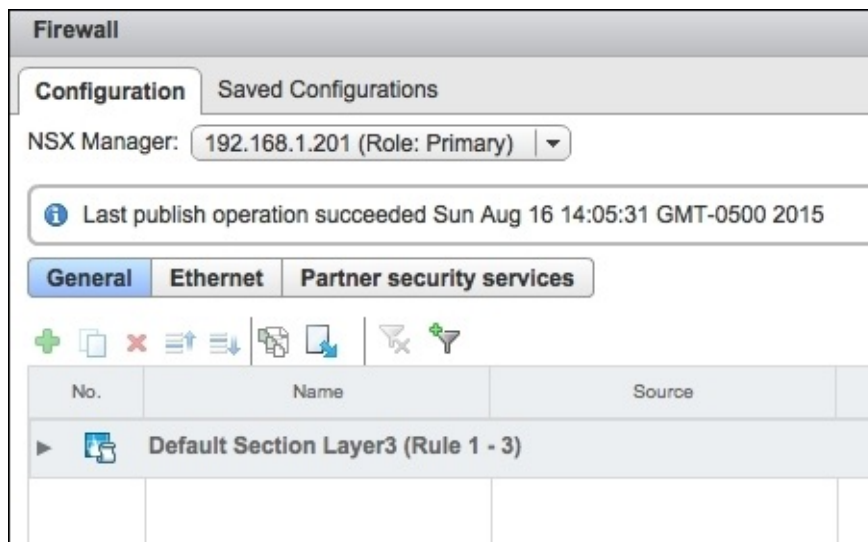 Firewall
Configuration Saved Configurations
NSX Manager: 192.168.1.201 (Role: Primary)
Last publish operation succeeded Sun Aug 16 14:05:31 GMT-0500 2015
General Ethernet Partner security services
No. Name Source
Default Section Layer3 (Rule 1 - 3)